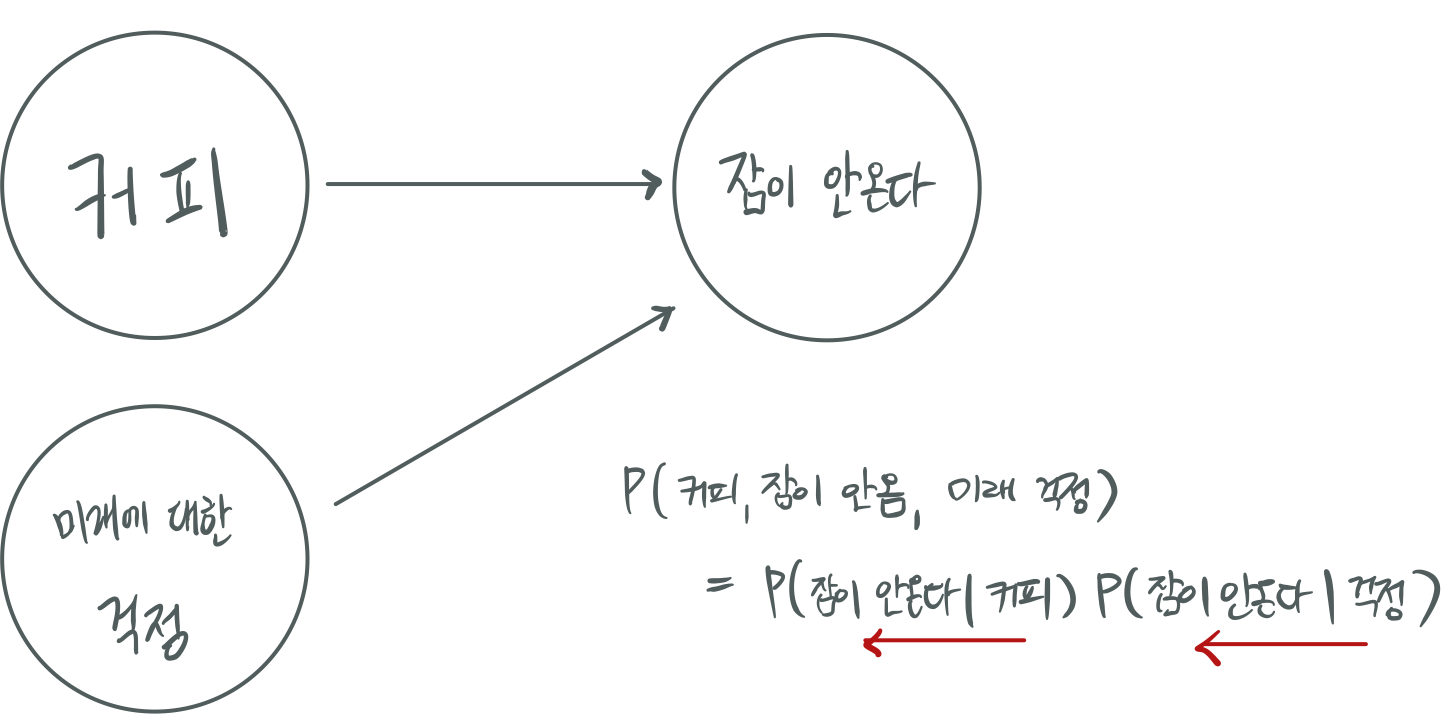 커피
잠이 안온다
미래에 대한
걱정
P(커피, 잠이 안옴, 미래 걱정)
= P(잠이 안온다 | 커피) P(잠이 안온다 | 걱정)